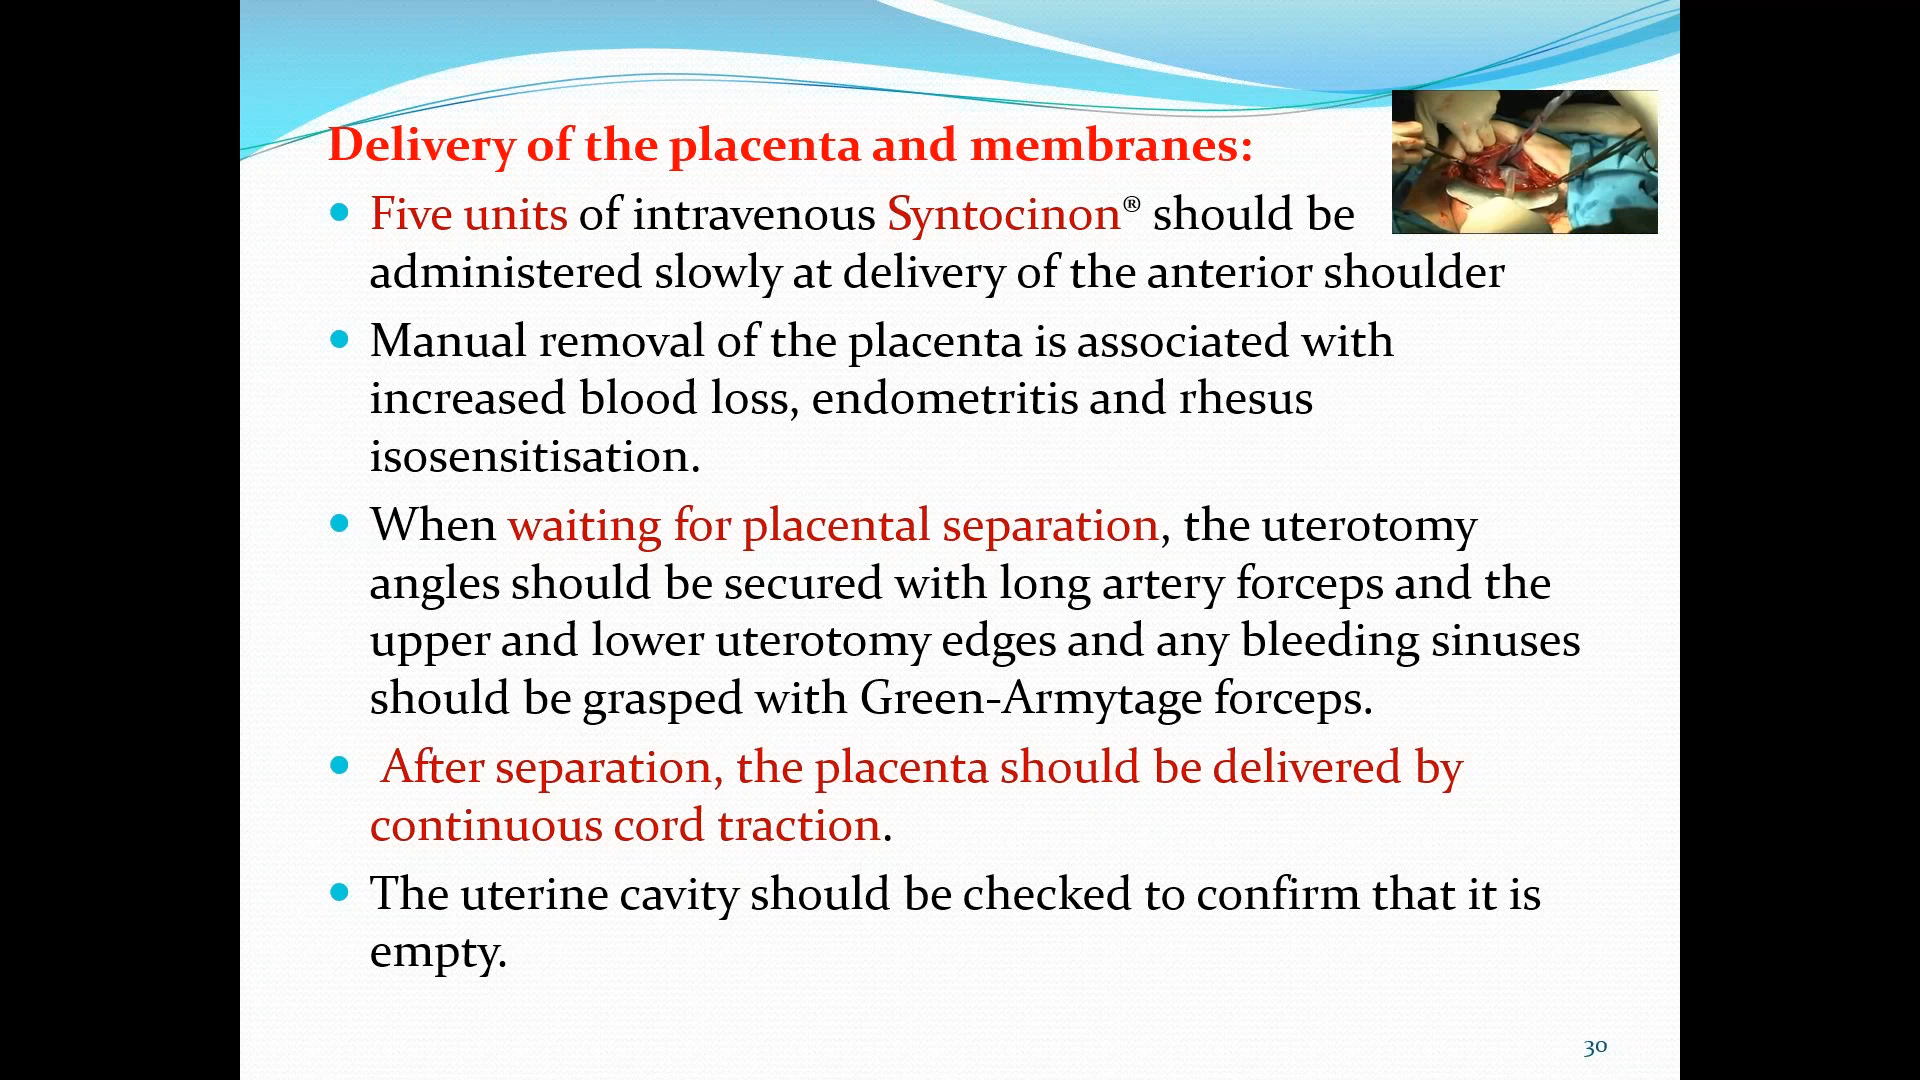 Delivery of the placenta and membranes:
• Five units of intravenous Syntocinon® should be
administered slowly at delivery of the anterior shoulder
• Manual removal of the placenta is associated with
increased blood loss, endometritis and rhesus
isosensitisation.
• When waiting for placental separation, the uterotomy
angles should be secured with long artery forceps and the
upper and lower uterotomy edges and any bleeding sinuses
should be grasped with Green-Armytage forceps.
• After separation, the placenta should be delivered by
continuous cord traction.
• The uterine cavity should be checked to confirm that it is
empty.
30